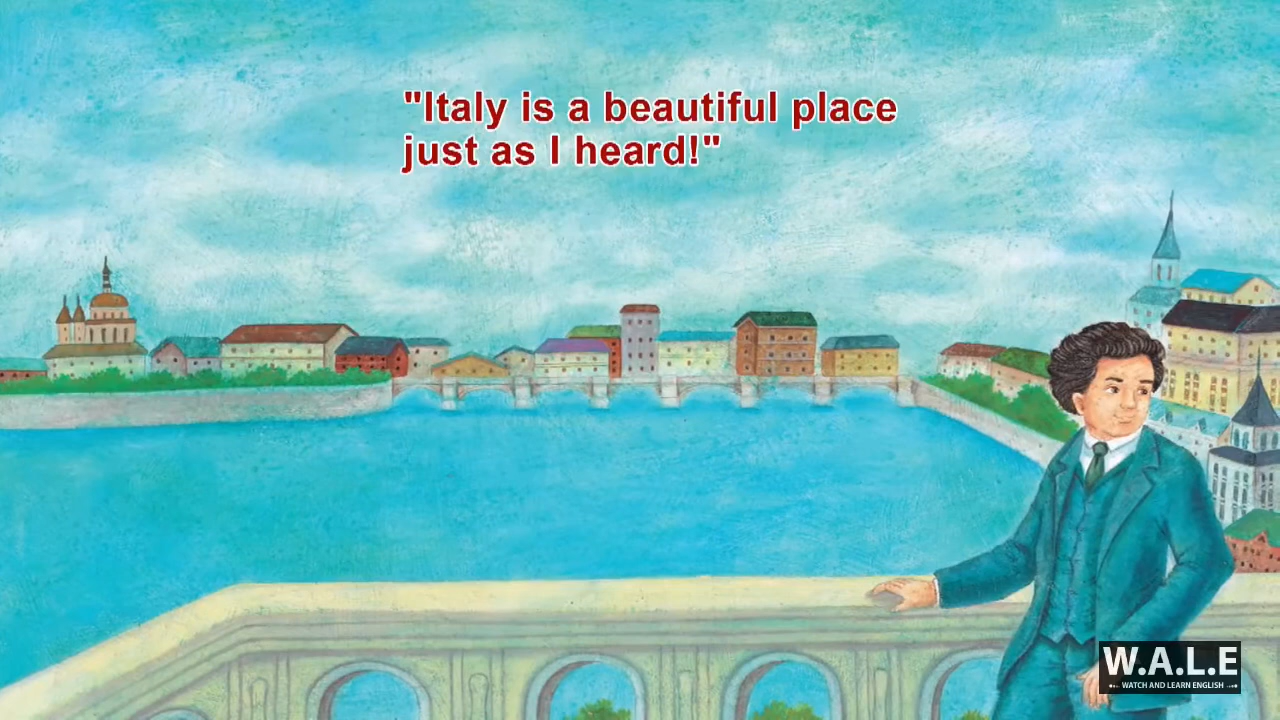 "Italy is a beautiful place
just as I heard!"
W.A.L.E
WATCH AND LEARN ENGLISH